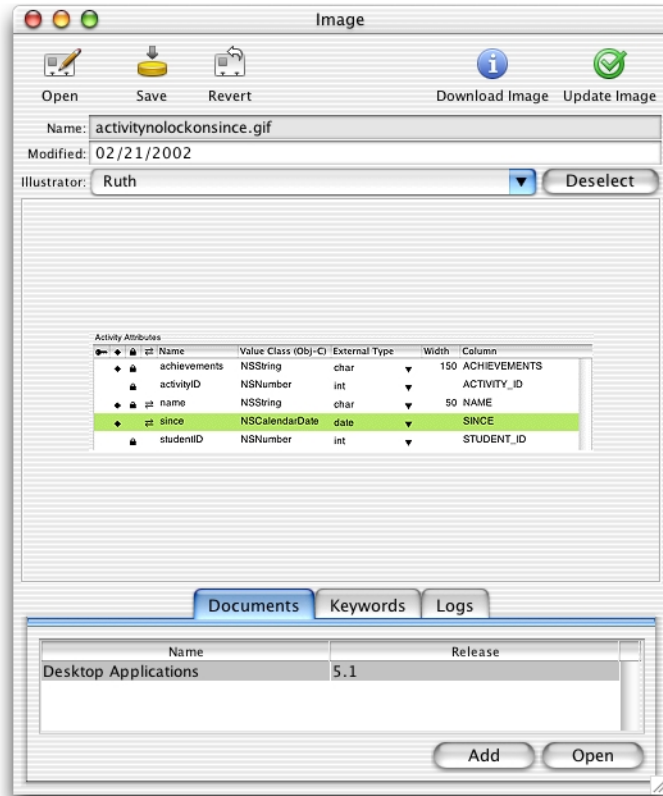 Image
Open Save Revert Download Image Update Image
Name: activitynolockonsince.gif
Modified: 02/21/2002
Illustrator: Ruth Deselect
Activity Attributes
Name Value Class (Obj-C) External Type Width Column
achievements NSString char 150 ACHIEVEMENTS
activityID NSNumber int ACTIVITY_ID
name NSString char 50 NAME
since NSCalendarDate date SINCE
studentID NSNumber int STUDENT_ID
Documents Keywords Logs
Name Release
Desktop Applications 5.1
Add Open